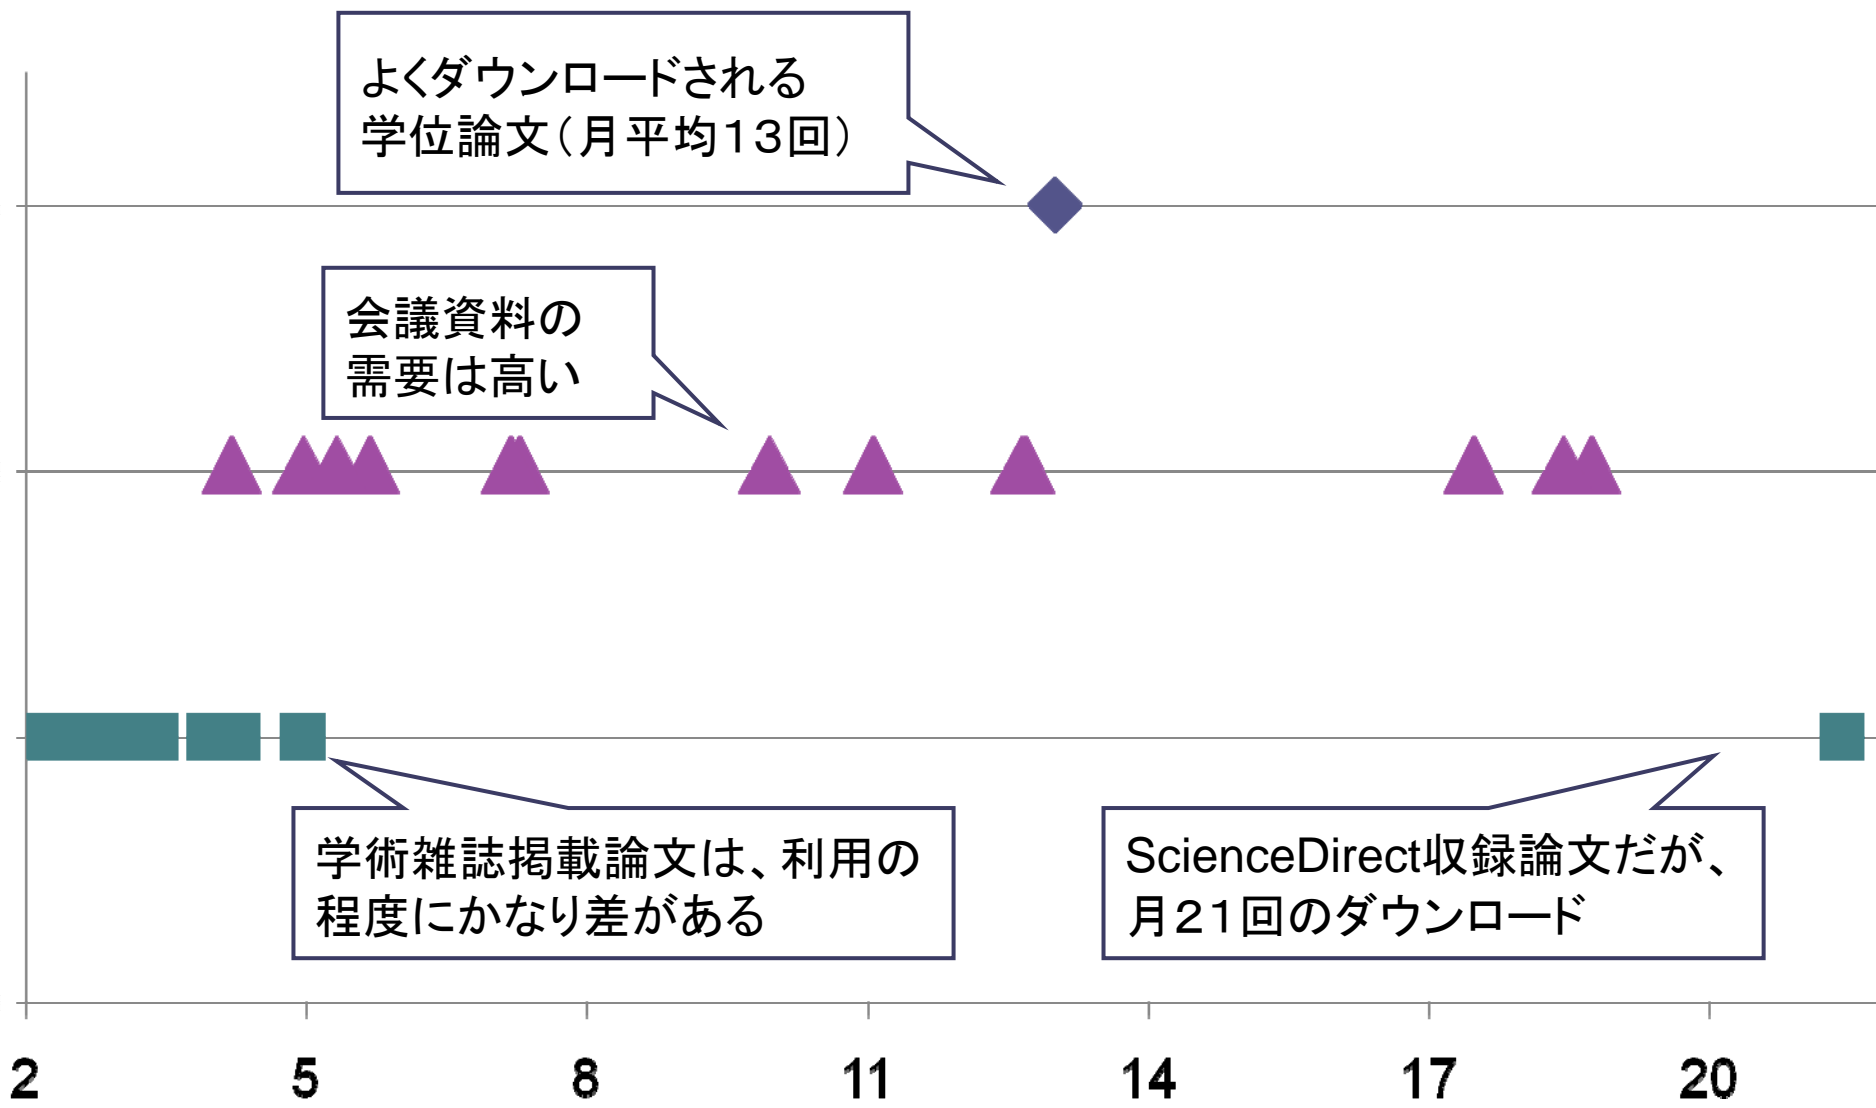 よくダウンロードされる
学位論文（月平均１３回）
会議資料の
需要は高い
学術雑誌掲載論文は、利用の
程度にかなり差がある
ScienceDirect収録論文だが、
月２１回のダウンロード
2 5 8 11 14 17 20